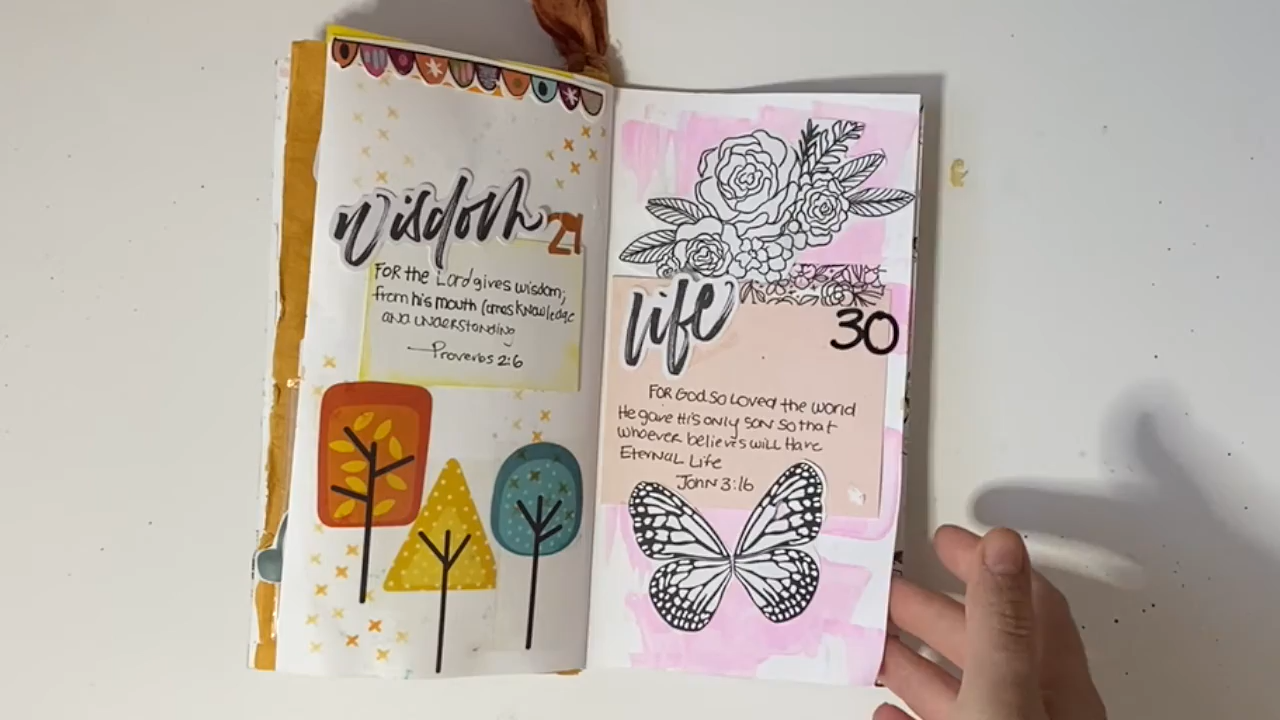 wisdom
29
FOR the Lord gives wisdom;
from his mouth comes knowledge
and understanding
—Proverbs 2:6
life
30
FOR God so Loved the world
He gave His only son so that
whoever believes will Have
Eternal Life
John 3:16